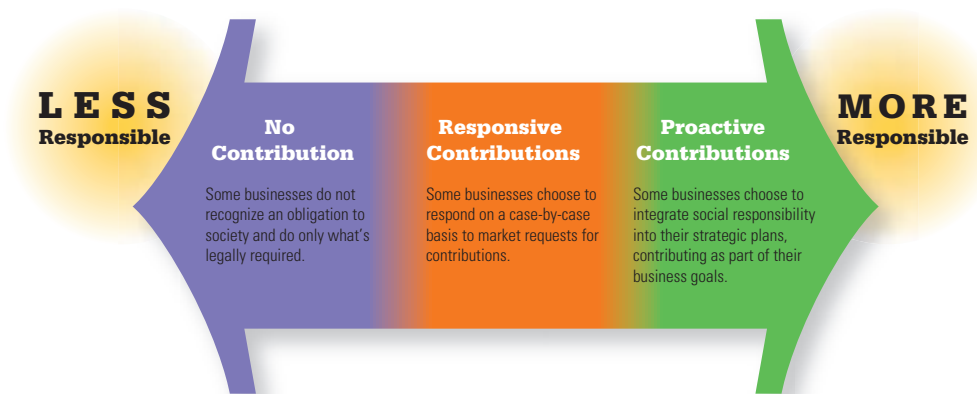 LESS
Responsible
No
Contribution
Some businesses do not
recognize an obligation to
society and do only what's
legally required.
Responsive
Contributions
Some businesses choose to
respond on a case-by-case
basis to market requests for
contributions.
Proactive
Contributions
Some businesses choose to
integrate social responsibility
into their strategic plans,
contributing as part of their
business goals.
MORE
Responsible